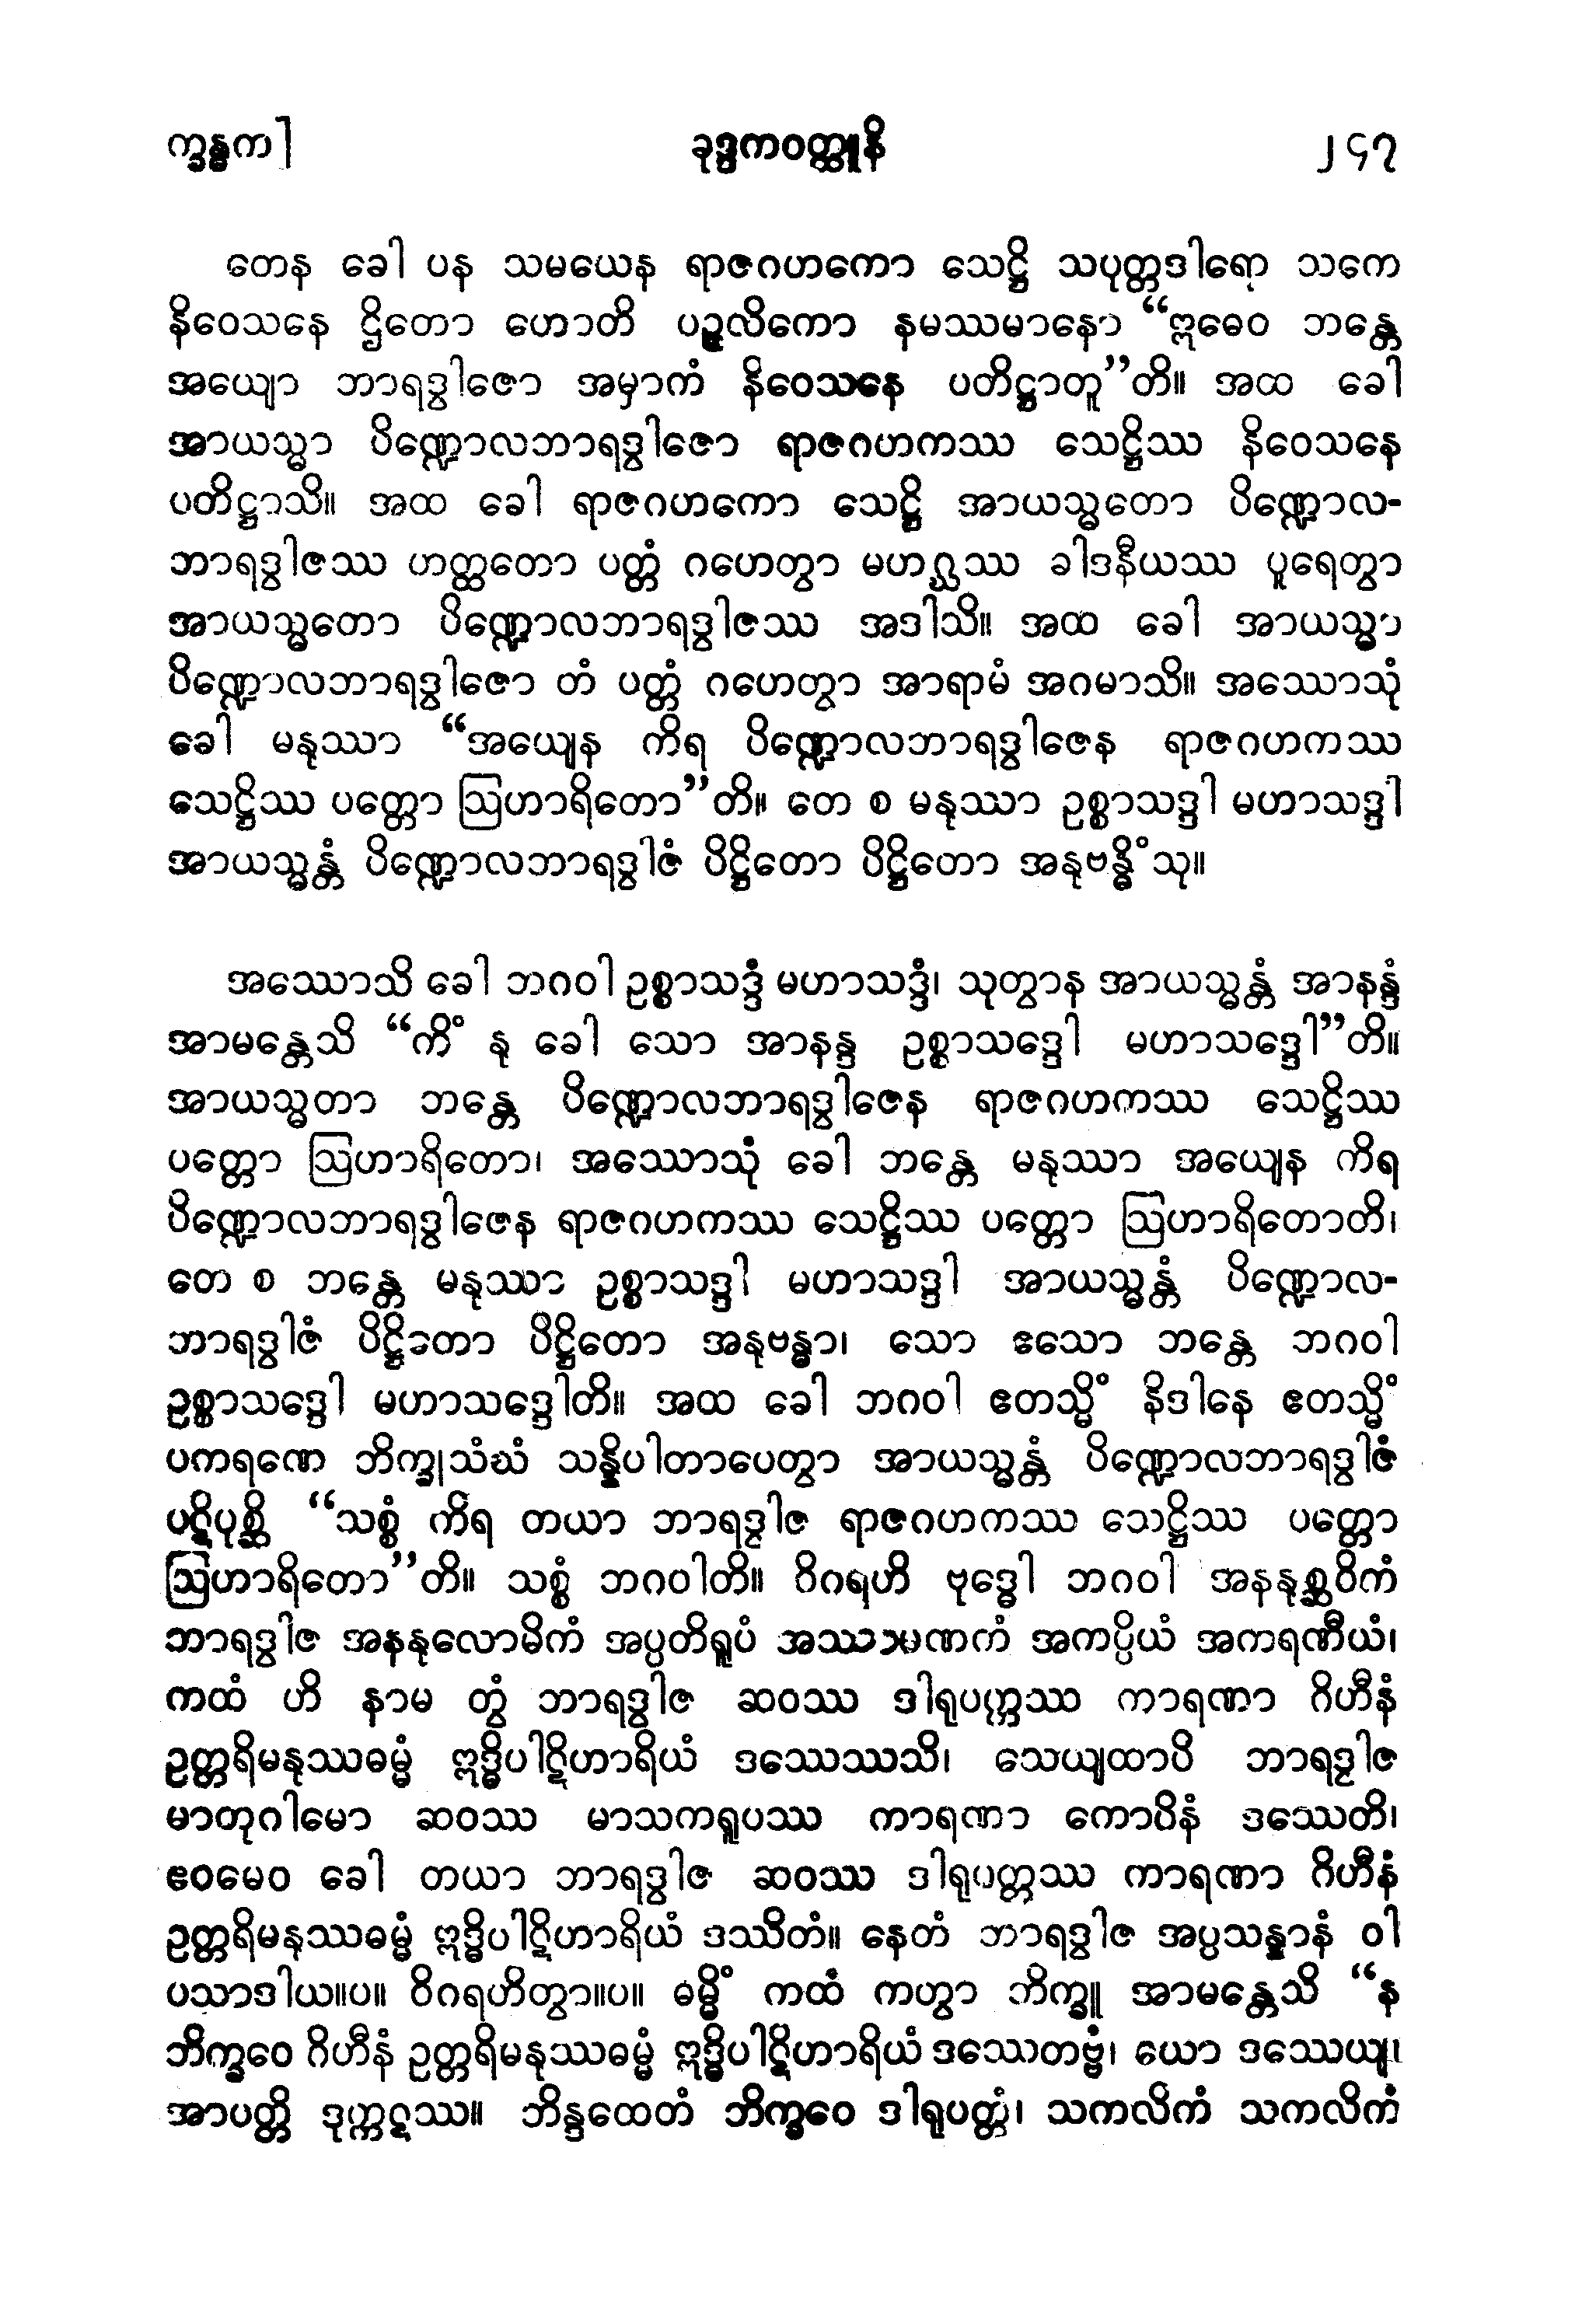 က္ခန္ဓက]
ခုဒ္ဒကဝတ္ထူနိ
၂၄၇
တေန ခေါ ပန သမယေန ရာဇဂဟကော သေဋ္ဌိ သပုတ္တဒါရော သကေ
နိဝေသနေ ဌိတော ဟောတိ ပဉ္ဇလိကော နမဿမာနော “ဣဓေဝ ဘန္တေ
အယျော ဘာရဒွါဇော အမှာကံ နိဝေသနေ ပတိဋ္ဌာတူ”တိ။ အထ ခေါ
အာယသ္မာ ပိဏ္ဍောလဘာရဒွါဇော ရာဇဂဟကဿ သေဋ္ဌိဿ နိဝေသနေ
ပတိဋ္ဌာသိ။ အထ ခေါ ရာဇဂဟကော သေဋ္ဌိ အာယသ္မတော ပိဏ္ဍောလ-
ဘာရဒွါဇဿ ဟတ္ထတော ပတ္တံ ဂဟေတွာ မဟဂ္ဃဿ ခါဒနီယဿ ပူရေတွာ
အာယသ္မတော ပိဏ္ဍောလဘာရဒွါဇဿ အဒါသိ။ အထ ခေါ အာယသ္မာ
ပိဏ္ဍောလဘာရဒွါဇော တံ ပတ္တံ ဂဟေတွာ အာရာမံ အဂမာသိ။ အဿောသုံ
ခေါ မနုဿာ “အယျေန ကိရ ပိဏ္ဍောလဘာရဒွါဇေန ရာဇဂဟကဿ
သေဋ္ဌိဿ ပတ္တော ဩဟာရိတော”တိ။ တေ စ မနုဿာ ဥစ္စာသဒ္ဒါ မဟာသဒ္ဒါ
အာယသ္မန္တံ ပိဏ္ဍောလဘာရဒွါဇံ ပိဋ္ဌိတော ပိဋ္ဌိတော အနုဗန္ဓိံသု။
အဿောသိ ခေါ ဘဂဝါ ဥစ္စာသဒ္ဒံ မဟာသဒ္ဒံ၊ သုတွာန အာယသ္မန္တံ အာနန္ဒံ
အာမန္တေသိ “ကိံ နု ခေါ သော အာနန္ဒ ဥစ္စာသဒ္ဒေါ မဟာသဒ္ဒေါ”တိ။
အာယသ္မတာ ဘန္တေ ပိဏ္ဍောလဘာရဒွါဇေန ရာဇဂဟကဿ သေဋ္ဌိဿ
ပတ္တော ဩဟာရိတော၊ အဿောသုံ ခေါ ဘန္တေ မနုဿာ အယျေန ကိရ
ပိဏ္ဍောလဘာရဒွါဇေန ရာဇဂဟကဿ သေဋ္ဌိဿ ပတ္တော ဩဟာရိတောတိ၊
တေ စ ဘန္တေ မနုဿာ ဥစ္စာသဒ္ဒါ မဟာသဒ္ဒါ အာယသ္မန္တံ ပိဏ္ဍောလ-
ဘာရဒွါဇံ ပိဋ္ဌိတော ပိဋ္ဌိတော အနုဗန္ဓာ၊ သော ဧသော ဘန္တေ ဘဂဝါ
ဥစ္စာသဒ္ဒေါ မဟာသဒ္ဒေါတိ။ အထ ခေါ ဘဂဝါ ဧတသ္မိံ နိဒါနေ ဧတသ္မိံ
ပကရဏေ ဘိက္ခုသံဃံ သန္နိပါတာပေတွာ အာယသ္မန္တံ ပိဏ္ဍောလဘာရဒွါဇံ
ပဋိပုစ္ဆိ “သစ္စံ ကိရ တယာ ဘာရဒွါဇ ရာဇဂဟကဿ သေဋ္ဌိဿ ပတ္တော
ဩဟာရိတော”တိ။ သစ္စံ ဘဂဝါတိ။ ဝိဂရဟိ ဗုဒ္ဓေါ ဘဂဝါ အနနုစ္ဆဝိကံ
ဘာရဒွါဇ အနနုလောမိကံ အပ္ပတိရူပံ အဿာမဏကံ အကပ္ပိယံ အကရဏီယံ၊
ကထံ ဟိ နာမ တွံ ဘာရဒွါဇ ဆဝဿ ဒါရုပတ္တဿ ကာရဏာ ဂိဟီနံ
ဥတ္တရိမနုဿဓမ္မံ ဣဒ္ဓိပါဋိဟာရိယံ ဒဿေဿသိ၊ သေယျထာပိ ဘာရဒွါဇ
မာတုဂါမော ဆဝဿ မာသကရူပဿ ကာရဏာ ကောပိနံ ဒဿေတိ၊
ဧဝမေဝ ခေါ တယာ ဘာရဒွါဇ ဆဝဿ ဒါရုပတ္တဿ ကာရဏာ ဂိဟီနံ
ဥတ္တရိမနုဿဓမ္မံ ဣဒ္ဓိပါဋိဟာရိယံ ဒဿိတံ။ နေတံ ဘာရဒွါဇ အပ္ပသန္နာနံ ဝါ
ပသာဒါယ။ပ။ ဝိဂရဟိတွာ။ပ။ ဓမ္မိံ ကထံ ကတွာ ဘိက္ခူ အာမန္တေသိ “န
ဘိက္ခဝေ ဂိဟီနံ ဥတ္တရိမနုဿဓမ္မံ ဣဒ္ဓိပါဋိဟာရိယံ ဒဿေတဗ္ဗံ၊ ယော ဒဿေယျ၊
အာပတ္တိ ဒုက္ကဋဿ။ ဘိန္ဒထေတံ ဘိက္ခဝေ ဒါရုပတ္တံ၊ သကလိကံ သကလိကံ